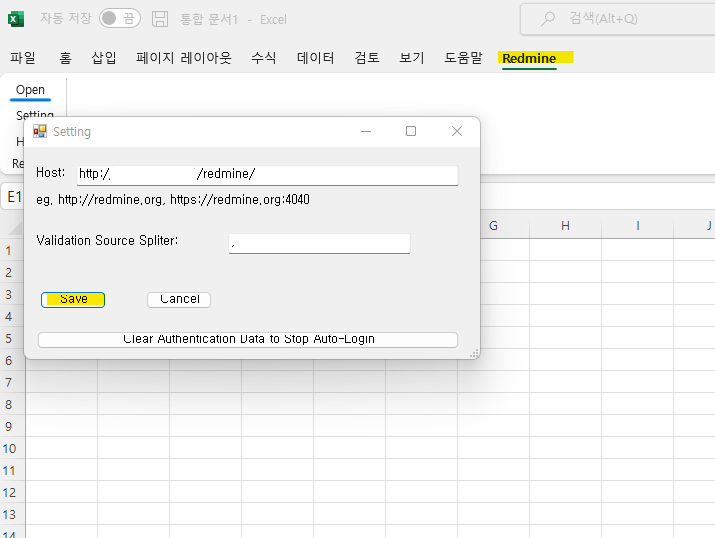 자동 저장 끔 통합 문서1 - Excel 검색(Alt+Q)
파일 홈 삽입 페이지 레이아웃 수식 데이터 검토 보기 도움말 Redmine
Open
Setting
H
Re
Setting
Host: http:/ /redmine/
eg. http://redmine.org, https://redmine.org:4040
Validation Source Spliter: ,
Save Cancel
Clear Authentication Data to Stop Auto-Login
E1
G H I J
1
2
3
4
5
6
7
8
9
10
11
12
13
14